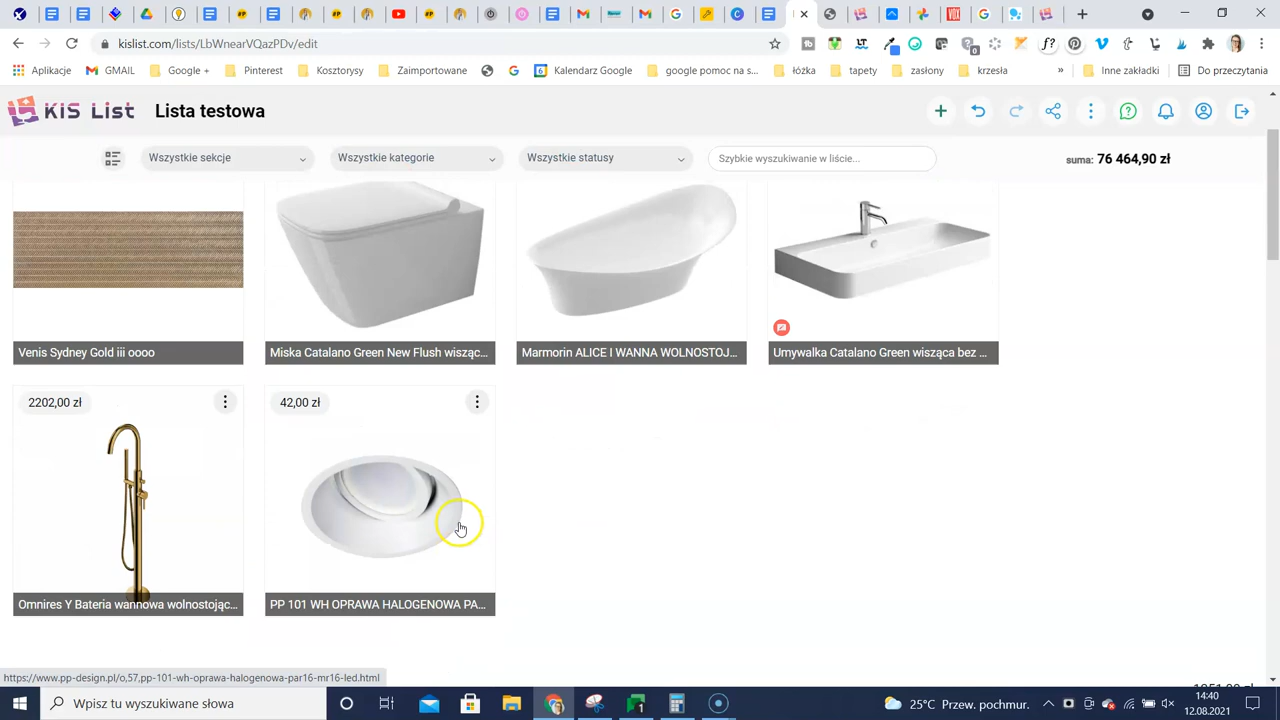 kislist.com/lists/LbWnearVQazPDv/edit
Aplikacje
GMAIL
Google +
Pinterest
Kosztorysy
Zaimportowane
Kalendarz Google
google pomoc na s...
łóżka
tapety
zasłony
krzesła
»
Inne zakładki
Do przeczytania
KIS List
Lista testowa
Wszystkie sekcje
Wszystkie kategorie
Wszystkie statusy
Szybkie wyszukiwanie w liście...
suma: 76 464,90 zł
Venis Sydney Gold iii oooo
Miska Catalano Green New Flush wisząc...
Marmorin ALICE I WANNA WOLNOSTOJ...
Umywalka Catalano Green wisząca bez ...
2202,00 zł
42,00 zł
Omnires Y Bateria wannowa wolnostojąc...
PP 101 WH OPRAWA HALOGENOWA PA...
https://www.pp-design.pl/o,57,pp-101-wh-oprawa-halogenowa-par16-mr16-led.html
Wpisz tu wyszukiwane słowa
25°C Przew. pochmur.
14:40
12.08.2021